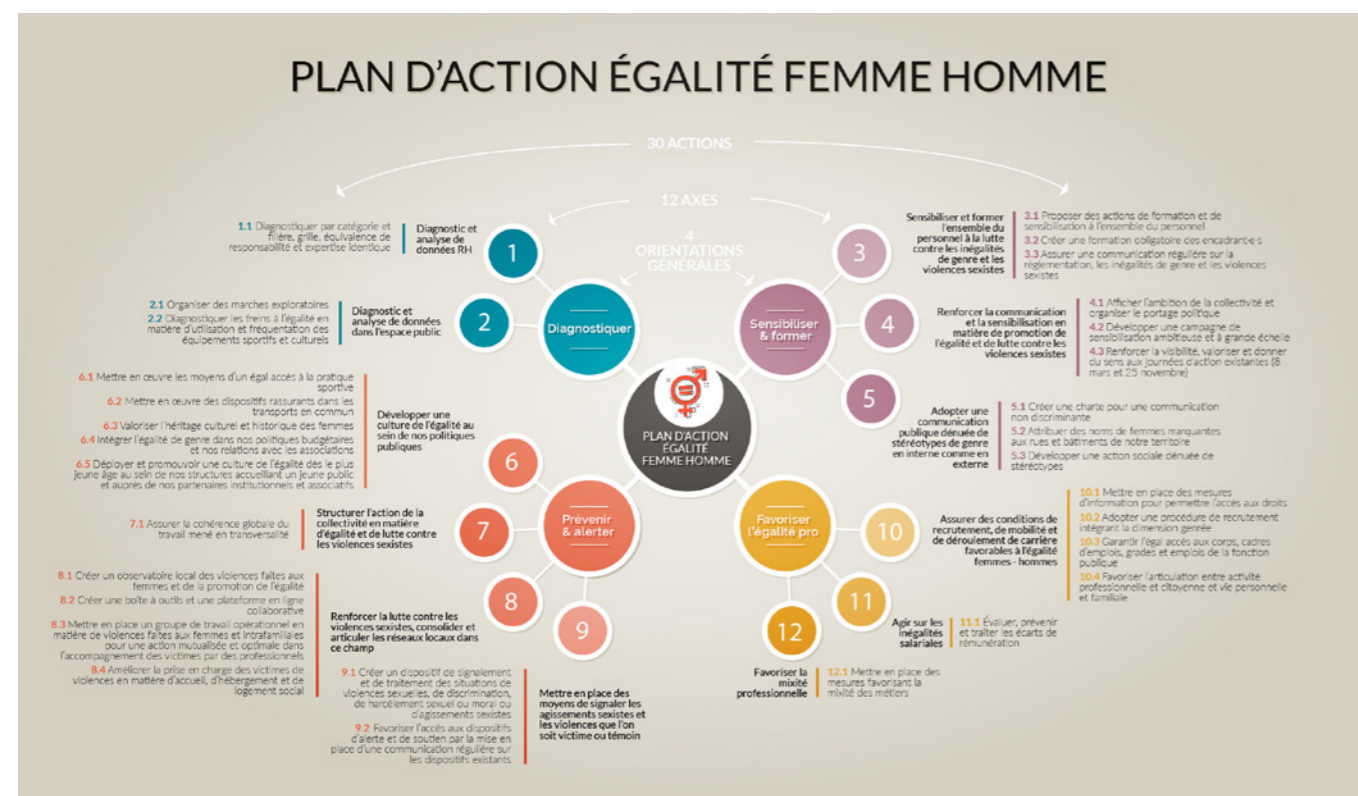 PLAN D'ACTION ÉGALITÉ FEMME HOMME
30 ACTIONS
12 AXES
4
ORIENTATIONS
GÉNÉRALES
PLAN D'ACTION
ÉGALITÉ
FEMME HOMME
Diagnostiquer
1
Diagnostic et
analyse de
données RH
1.1 Diagnostiquer par catégorie et
filière, grille, équivalence de
responsabilité et expertise identique
2
Diagnostic et
analyse de données
dans l'espace public
2.1 Organiser des marches exploratoires
2.2 Diagnostiquer les freins à l'égalité en
matière d'utilisation et fréquentation des
équipements sportifs et culturels
Sensibiliser
& former
3
Sensibiliser et former
l'ensemble du
personnel à la lutte
contre les inégalités
de genre et les
violences sexistes
3.1 Proposer des actions de formation et de
sensibilisation à l'ensemble du personnel
3.2 Créer une formation obligatoire des encadrant·e·s
3.3 Assurer une communication régulière sur la
réglementation, les inégalités de genre et les violences
sexistes
4
Renforcer la communication
et la sensibilisation en
matière de promotion de
l'égalité et de lutte contre les
violences sexistes
4.1 Afficher l'ambition de la collectivité et
organiser le portage politique
4.2 Développer une campagne de
sensibilisation ambitieuse et à grande échelle
4.3 Renforcer la visibilité, valoriser et donner
du sens aux journées d'action existantes (8
mars et 25 novembre)
5
Adopter une
communication
publique dénuée de
stéréotypes de genre
en interne comme en
externe
5.1 Créer une charte pour une communication
non discriminante
5.2 Attribuer des noms de femmes marquantes
aux rues et bâtiments de notre territoire
5.3 Développer une action sociale dénuée de
stéréotypes
Prévenir
& alerter
6
Développer une
culture de l'égalité au
sein de nos politiques
publiques
6.1 Mettre en œuvre les moyens d'un égal accès à la pratique
sportive
6.2 Mettre en œuvre des dispositifs rassurants dans les
transports en commun
6.3 Valoriser l'héritage culturel et historique des femmes
6.4 Intégrer l'égalité de genre dans nos politiques budgétaires
et nos relations avec les associations
6.5 Déployer et promouvoir une culture de l'égalité dès le plus
jeune âge au sein de nos structures accueillant un jeune public
et auprès de nos partenaires institutionnels et associatifs
7
Structurer l'action de la
collectivité en matière
d'égalité et de lutte contre
les violences sexistes
7.1 Assurer la cohérence globale du
travail mené en transversalité
8
Renforcer la lutte contre les
violences sexistes, consolider et
articuler les réseaux locaux dans
ce champ
8.1 Créer un observatoire local des violences faites aux
femmes et de la promotion de l'égalité
8.2 Créer une boîte à outils et une plateforme en ligne
collaborative
8.3 Mettre en place un groupe de travail opérationnel en
matière de violences faites aux femmes et intrafamiliales
pour une action mutualisée et optimale dans
l'accompagnement des victimes par des professionnels
8.4 Améliorer la prise en charge des victimes de
violences en matière d'accueil, d'hébergement et de
logement social
9
Mettre en place des
moyens de signaler les
agissements sexistes et
les violences que l'on
soit victime ou témoin
9.1 Créer un dispositif de signalement
et de traitement des situations de
violences sexuelles, de discrimination,
de harcèlement sexuel ou moral ou
d'agissements sexistes
9.2 Favoriser l'accès aux dispositifs
d'alerte et de soutien par la mise en
place d'une communication régulière sur
les dispositifs existants
Favoriser
l'égalité pro
10
Assurer des conditions de
recrutement, de mobilité et
de déroulement de carrière
favorables à l'égalité
femmes - hommes
10.1 Mettre en place des mesures
d'information pour permettre l'accès aux droits
10.2 Adopter une procédure de recrutement
intégrant la dimension genrée
10.3 Garantir l'égal accès aux corps, cadres
d'emplois, grades et emplois de la fonction
publique
10.4 Favoriser l'articulation entre activité
professionnelle et citoyenne et vie personnelle
et familiale
11
Agir sur les
inégalités
salariales
11.1 Évaluer, prévenir
et traiter les écarts de
rémunération
12
Favoriser la
mixité
professionnelle
12.1 Mettre en place des
mesures favorisant la
mixité des métiers